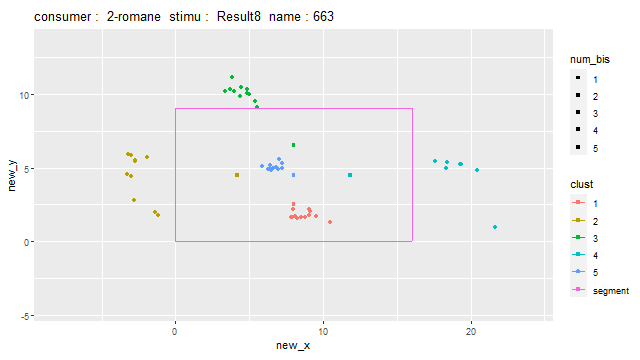 consumer :  2-romane  stimu :  Result8  name : 663
new_y
10
5
0
-5
0
10
20
new_x
num_bis
1
2
3
4
5
clust
1
2
3
4
5
segment